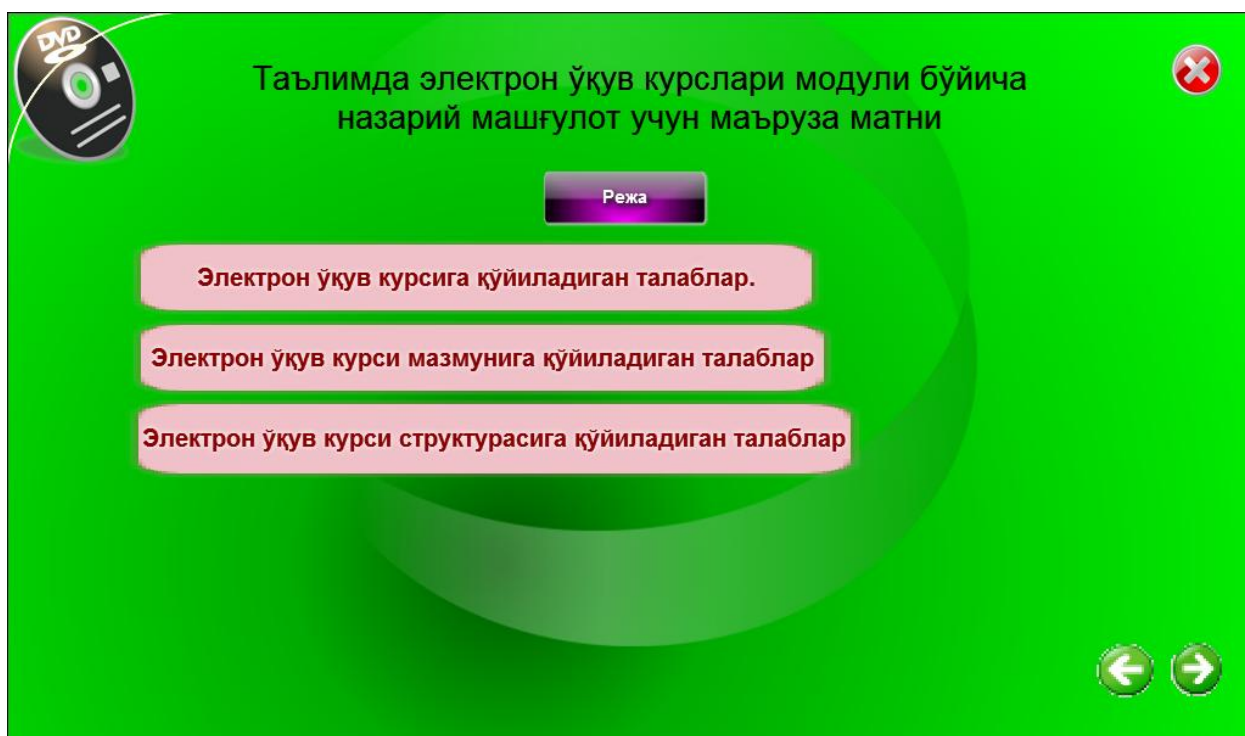 DVD
Таълимда электрон ўқув курслари модули бўйича
назарий машғулот учун маъруза матни
Режа
Электрон ўқув курсига қўйиладиган талаблар.
Электрон ўқув курси мазмунига қўйиладиган талаблар
Электрон ўқув курси структурасига қўйиладиган талаблар